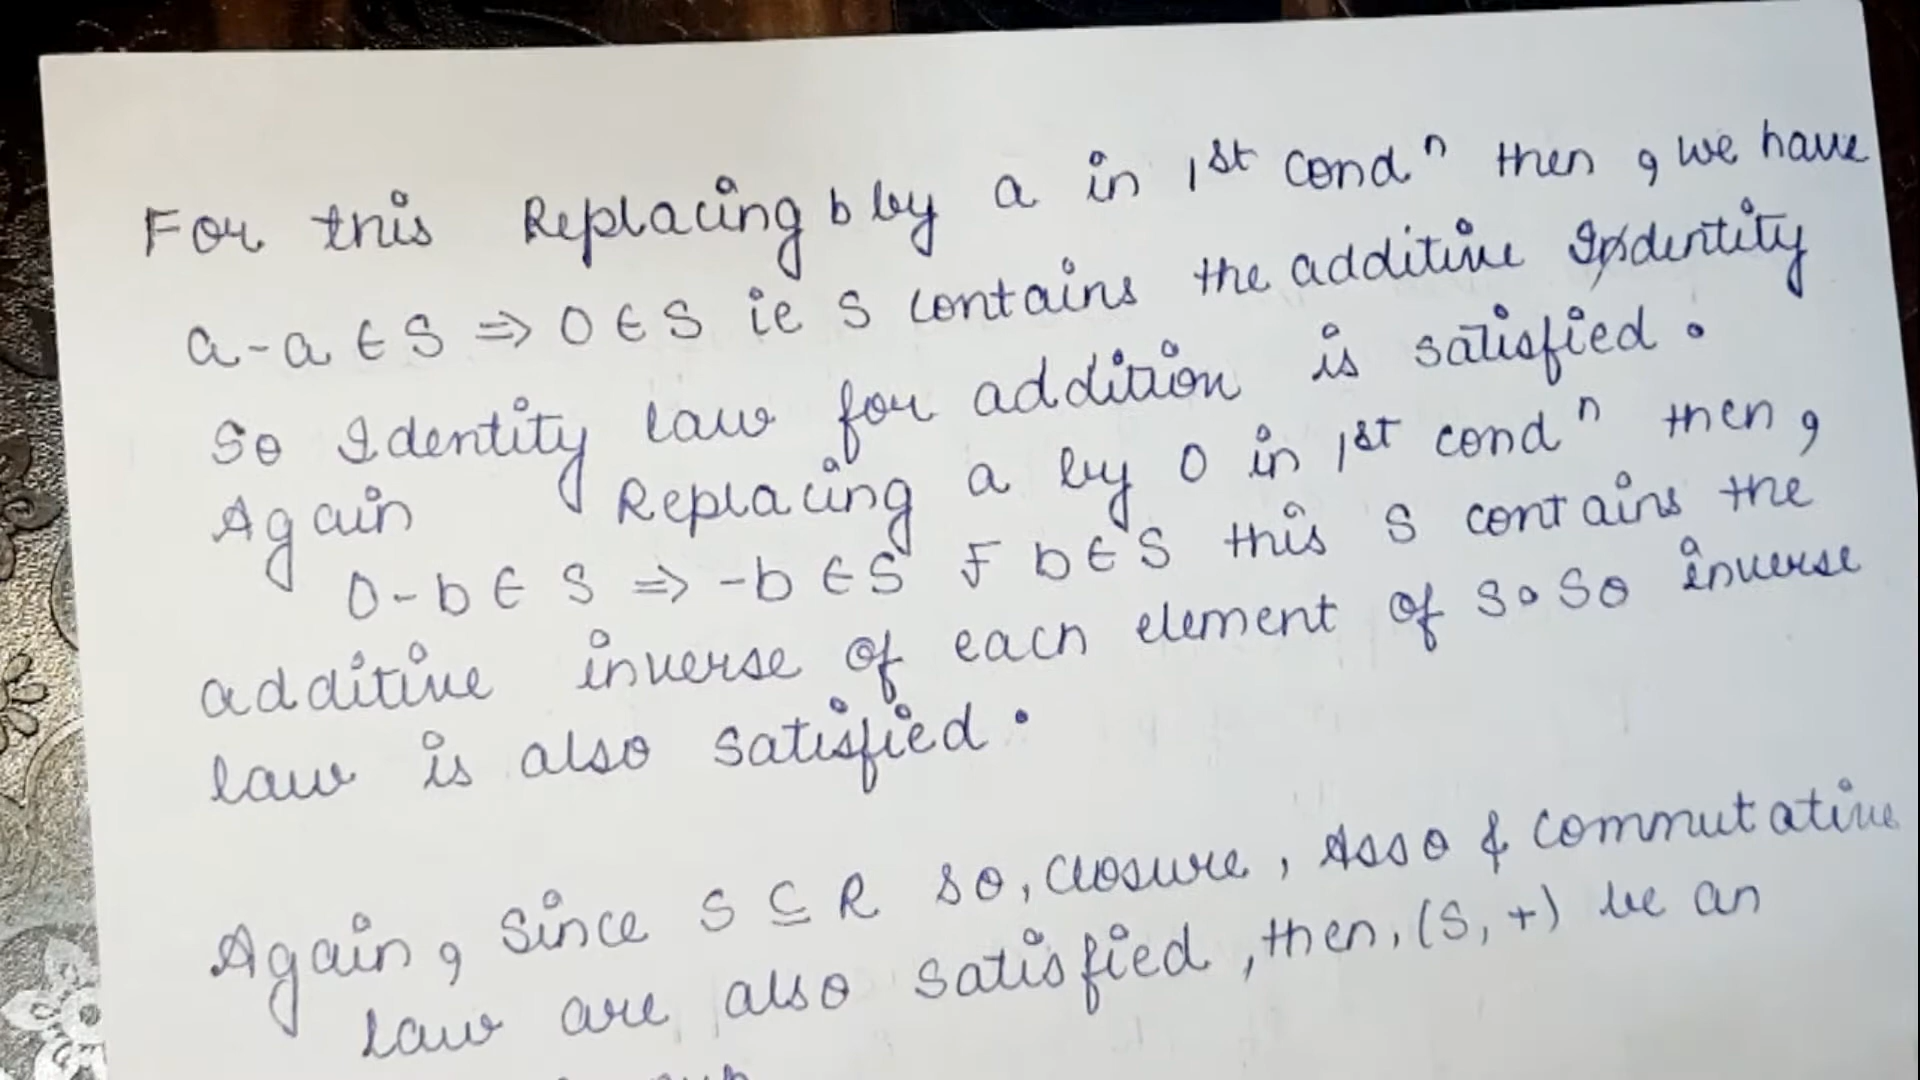 For this Replacing b by a in 1st condn then, we have
a-a ∈ S ⇒ 0 ∈ S ie S contains the additive Identity
So Identity law for addition is satisfied.
Again Replacing a by 0 in 1st condn then,
0-b ∈ S ⇒ -b ∈ S ∀ b ∈ S this S contains the
additive inverse of each element of S. So inverse
law is also satisfied.
Again, Since S ⊆ R so, closure, Asso & commutative
law are also satisfied, then, (S, +) be an